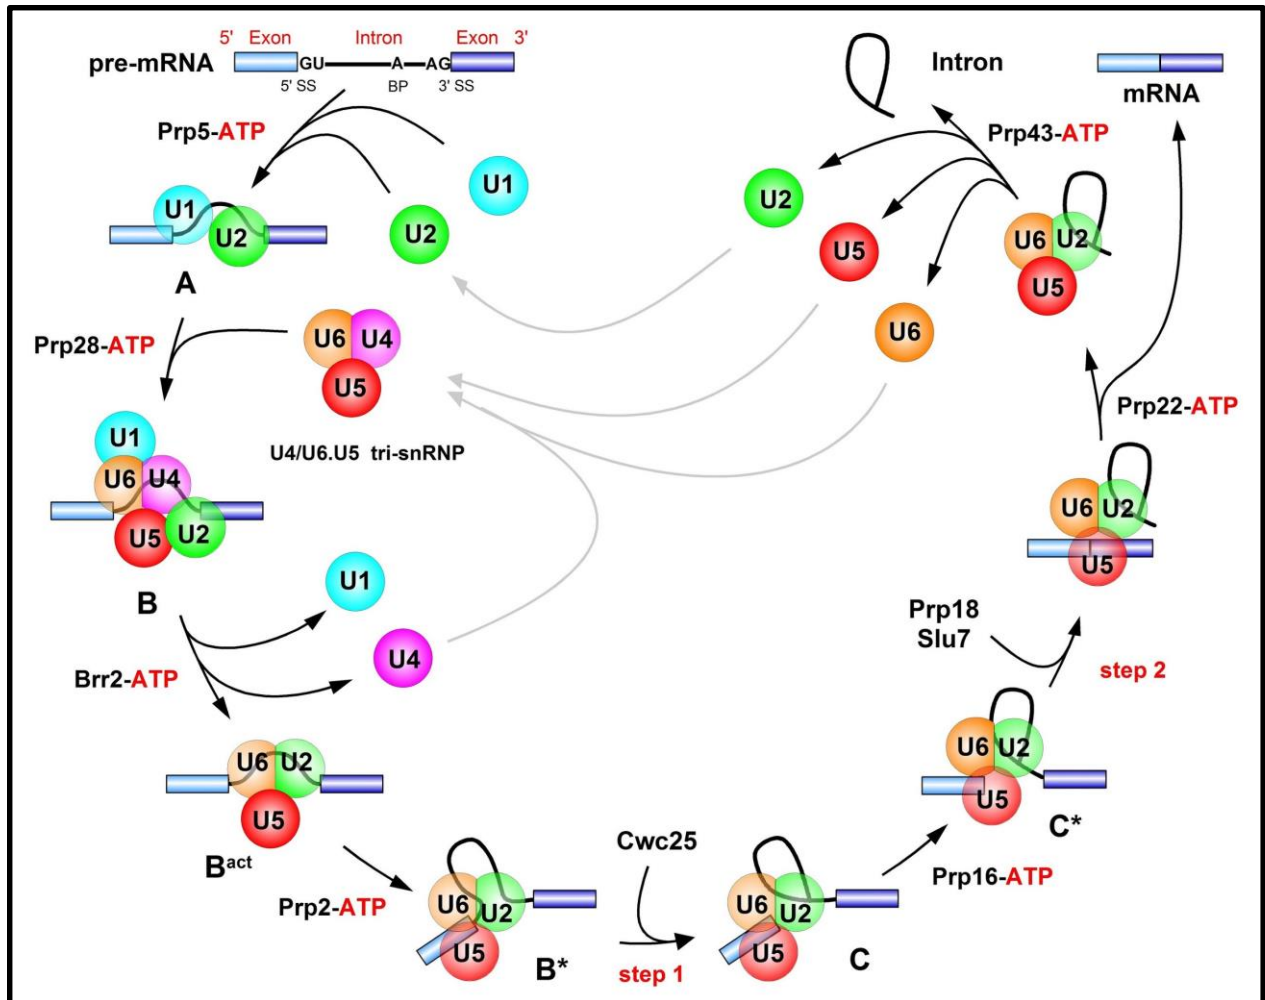 5' Exon Intron Exon 3'
pre-mRNA GU A AG
5' SS BP 3' SS
Prp5-ATP
U1
U2
U1 U2
A
Prp28-ATP
U6 U4
U5
U4/U6.U5 tri-snRNP
U1
U6 U4
U5 U2
B
Brr2-ATP
U1
U4
U6 U2
U5
Bact
Prp2-ATP
U6 U2
U5
B*
Cwc25
step 1
U6 U2
U5
C
Prp16-ATP
U6 U2
U5
C*
Prp18
Slu7
step 2
U6 U2
U5
Prp22-ATP
mRNA
U6 U2
U5
Prp43-ATP
Intron
U2
U5
U6